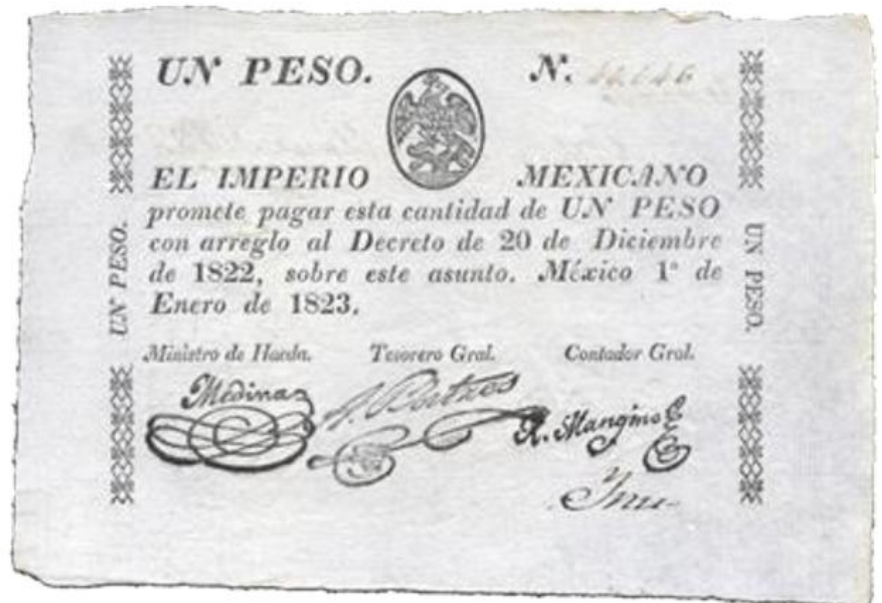 UN PESO. N.
EL IMPERIO MEXICANO
promete pagar esta cantidad de UN PESO
con arreglo al Decreto de 20 de Diciembre
de 1822, sobre este asunto. México 1º de
Enero de 1823.
UN PESO.
UN PESO.
Ministro de Hacda. Tesorero Gral. Contador Gral.
Medina
R. Mangino